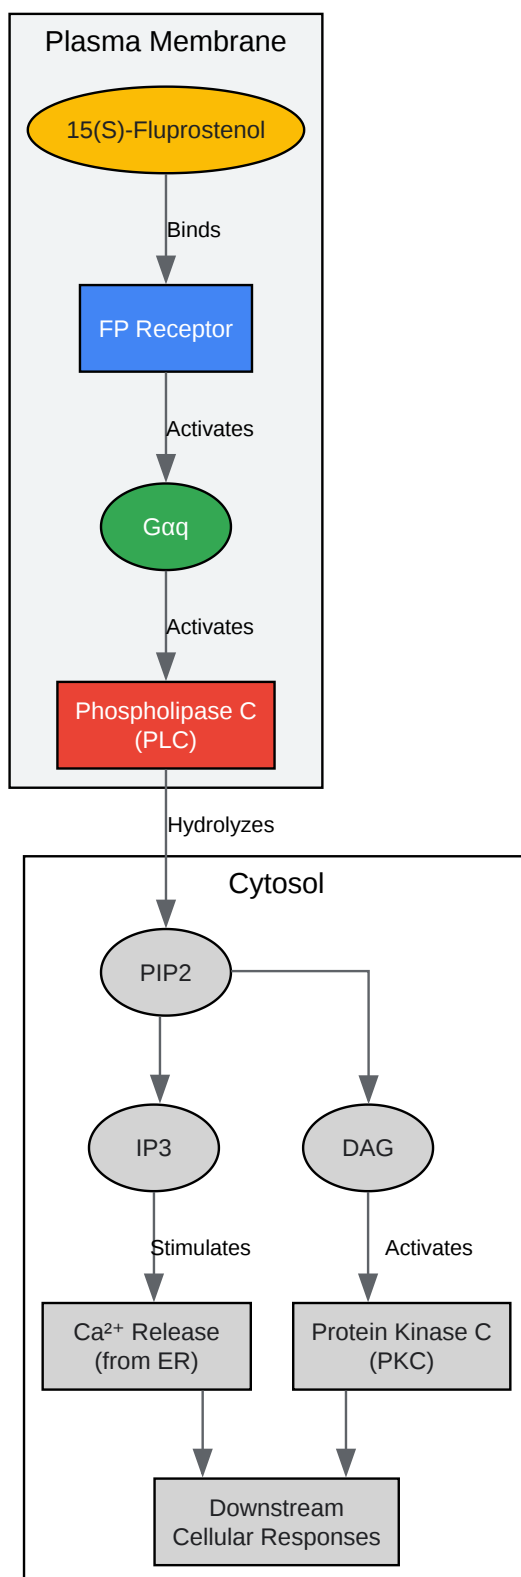 Plasma Membrane
15(S)-Fluprostenol
Binds
FP Receptor
Activates
Gαq
Activates
Phospholipase C
(PLC)
Hydrolyzes
Cytosol
PIP2
IP3
DAG
Stimulates
Activates
Ca²⁺ Release
(from ER)
Protein Kinase C
(PKC)
Downstream
Cellular Responses